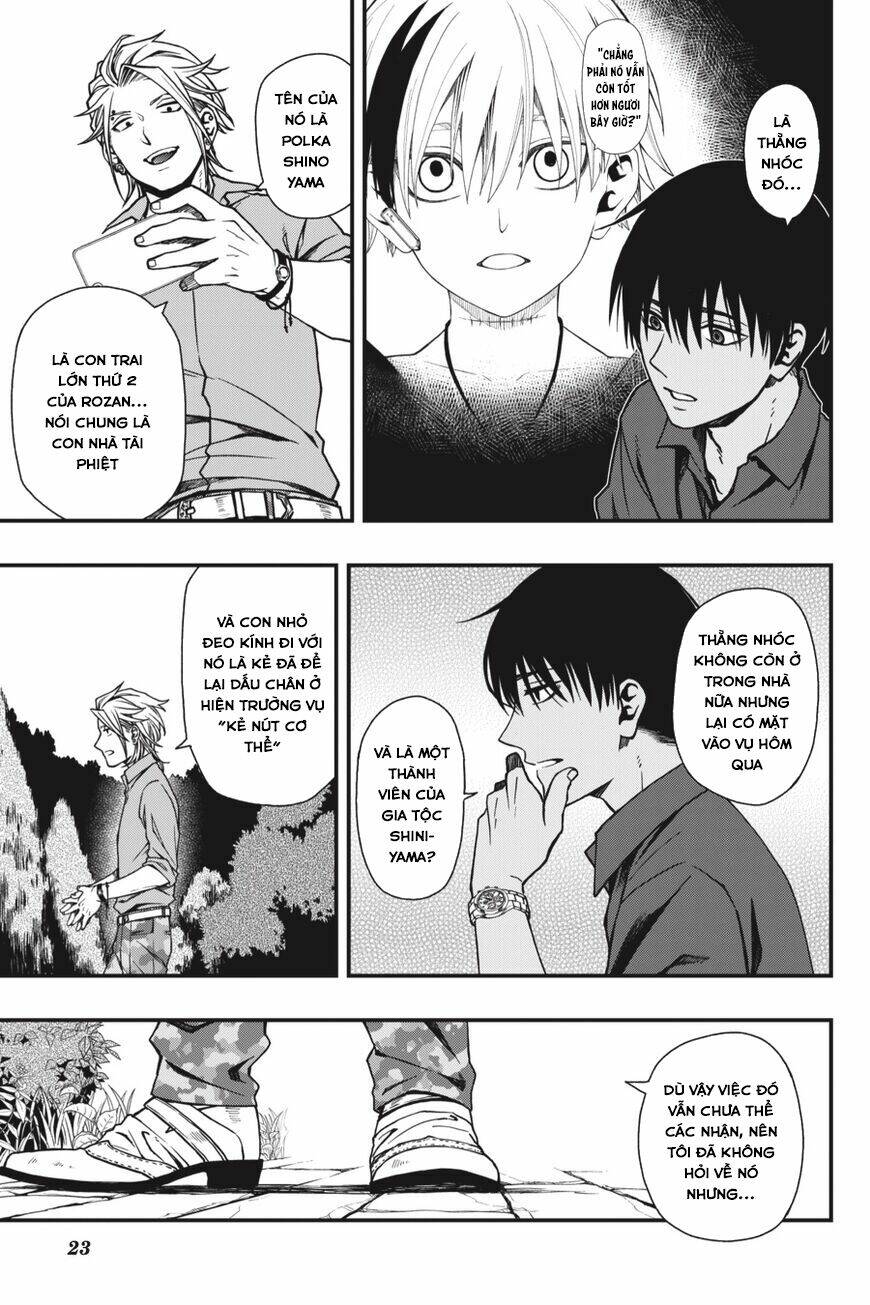 LÀ
THẰNG
NHÓC
ĐÓ...
"CHẲNG
PHẢI NÓ VẪN
CÒN TỐT
HƠN NGƯỜI
BÂY GIỜ?"
TÊN CỦA
NÓ LÀ
POLKA
SHINO
YAMA
LÀ CON TRAI
LỚN THỨ 2
CỦA ROZAN...
NÓI CHUNG LÀ
CON NHÀ TÀI
PHIỆT
THẰNG NHÓC
KHÔNG CÒN Ở
TRONG NHÀ
NỮA NHƯNG
LẠI CÓ MẶT
VÀO VỤ HÔM
QUA
VÀ LÀ MỘT
THÀNH
VIÊN CỦA
GIA TỘC
SHINI-
YAMA?
VÀ CON NHỎ
ĐEO KÍNH ĐI VỚI
NÓ LÀ KẺ ĐÃ ĐỂ
LẠI DẤU CHÂN Ở
HIỆN TRƯỜNG VỤ
"KẺ NÚT CƠ
THỂ"
DÙ VẬY VIỆC ĐÓ
VẪN CHƯA THỂ
CÁC NHẬN, NÊN
TÔI ĐÃ KHÔNG
HỎI VỀ NÓ
NHƯNG...
23